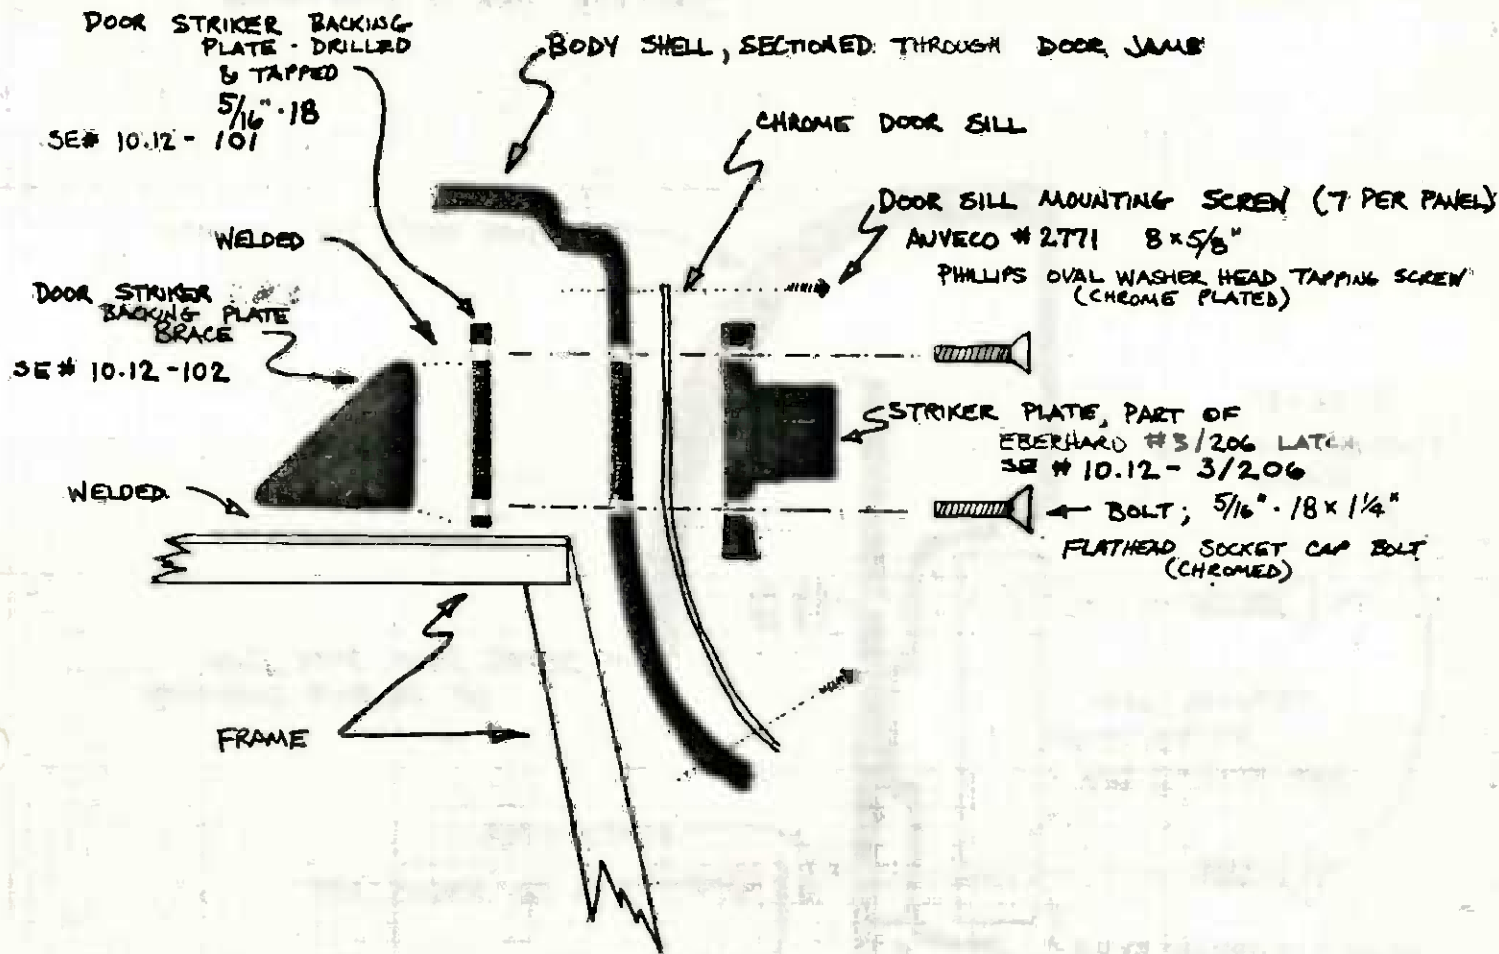 DOOR STRIKER BACKING
PLATE - DRILLED
& TAPPED
5/16" - 18
SE# 10.12 - 101
BODY SHELL, SECTIONED THROUGH DOOR JAMB
CHROME DOOR SILL
DOOR SILL MOUNTING SCREW (7 PER PANEL)
AUVECO # 2771 8 x 5/8"
PHILLIPS OVAL WASHER HEAD TAPPING SCREW
(CHROME PLATED)
WELDED
DOOR STRIKER
BACKING PLATE
BRACE
SE # 10.12 - 102
STRIKER PLATE, PART OF
EBERHARD #3/206 LATCH
SE # 10.12 - 3/206
WELDED
BOLT; 5/16" - 18 x 1 1/4"
FLATHEAD SOCKET CAP BOLT
(CHROMED)
FRAME